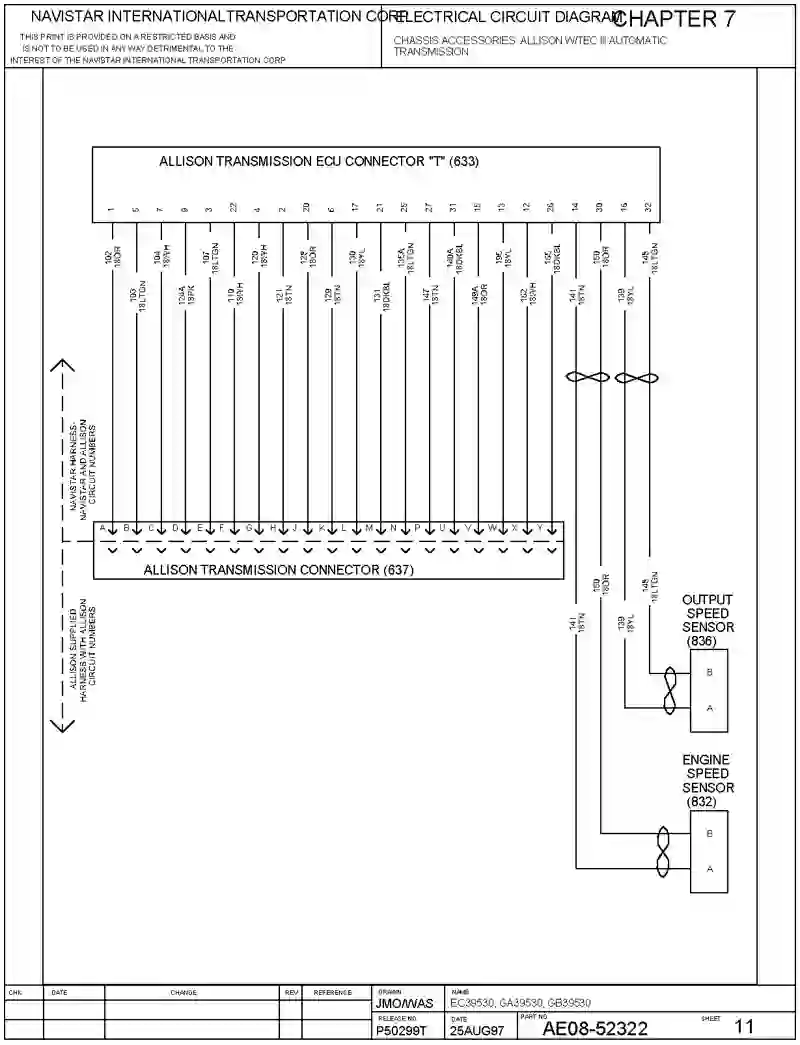 NAVISTAR INTERNATIONAL TRANSPORTATION CORP
ELECTRICAL CIRCUIT DIAGRAM
CHAPTER 7
THIS PRINT IS PROVIDED ON A RESTRICTED BASIS AND
IS NOT TO BE USED IN ANY WAY DETRIMENTAL TO THE
INTEREST OF THE NAVISTAR INTERNATIONAL TRANSPORTATION CORP
CHASSIS ACCESSORIES ALLISON W/TEC III AUTOMATIC
TRANSMISSION
ALLISON TRANSMISSION ECU CONNECTOR "T" (633)
1 5 7 9 3 22 4 2 20 6 17 21 25 27 31 15 13 12 26 14 30 16 32
102 18OR
103 18LTGN
104 18WH
124A 18PK
107 18LTGN
110 18WH
120 18WH
121 18TN
128 18OR
129 18TN
130 18YL
131 18DKBL
135A 18LTGN
147 18TN
18DKBL
149A 18OR
195 18YL
162 18WH
165 18DKBL
141 18TN
150 18OR
139 18YL
148 18LTGN
NAVISTAR HARNESS-
NAVISTAR AND ALLISON
CIRCUIT NUMBERS
A B C D E F G H J K L M N P U V W X Y
ALLISON TRANSMISSION CONNECTOR (637)
ALLISON SUPPLIED
HARNESS WITH ALLISON
CIRCUIT NUMBERS
141 18TN
150 18OR
139 18YL
148 18LTGN
OUTPUT
SPEED
SENSOR
(836)
B
A
ENGINE
SPEED
SENSOR
(832)
B
A
CHK DATE CHANGE REV REFERENCE
DRAWN
JMO/WAS
NAME
EC39530, GA39530, GB39530
RELEASE NO.
P50299T
DATE
25AUG97
PART NO.
AE08-52322
SHEET 11